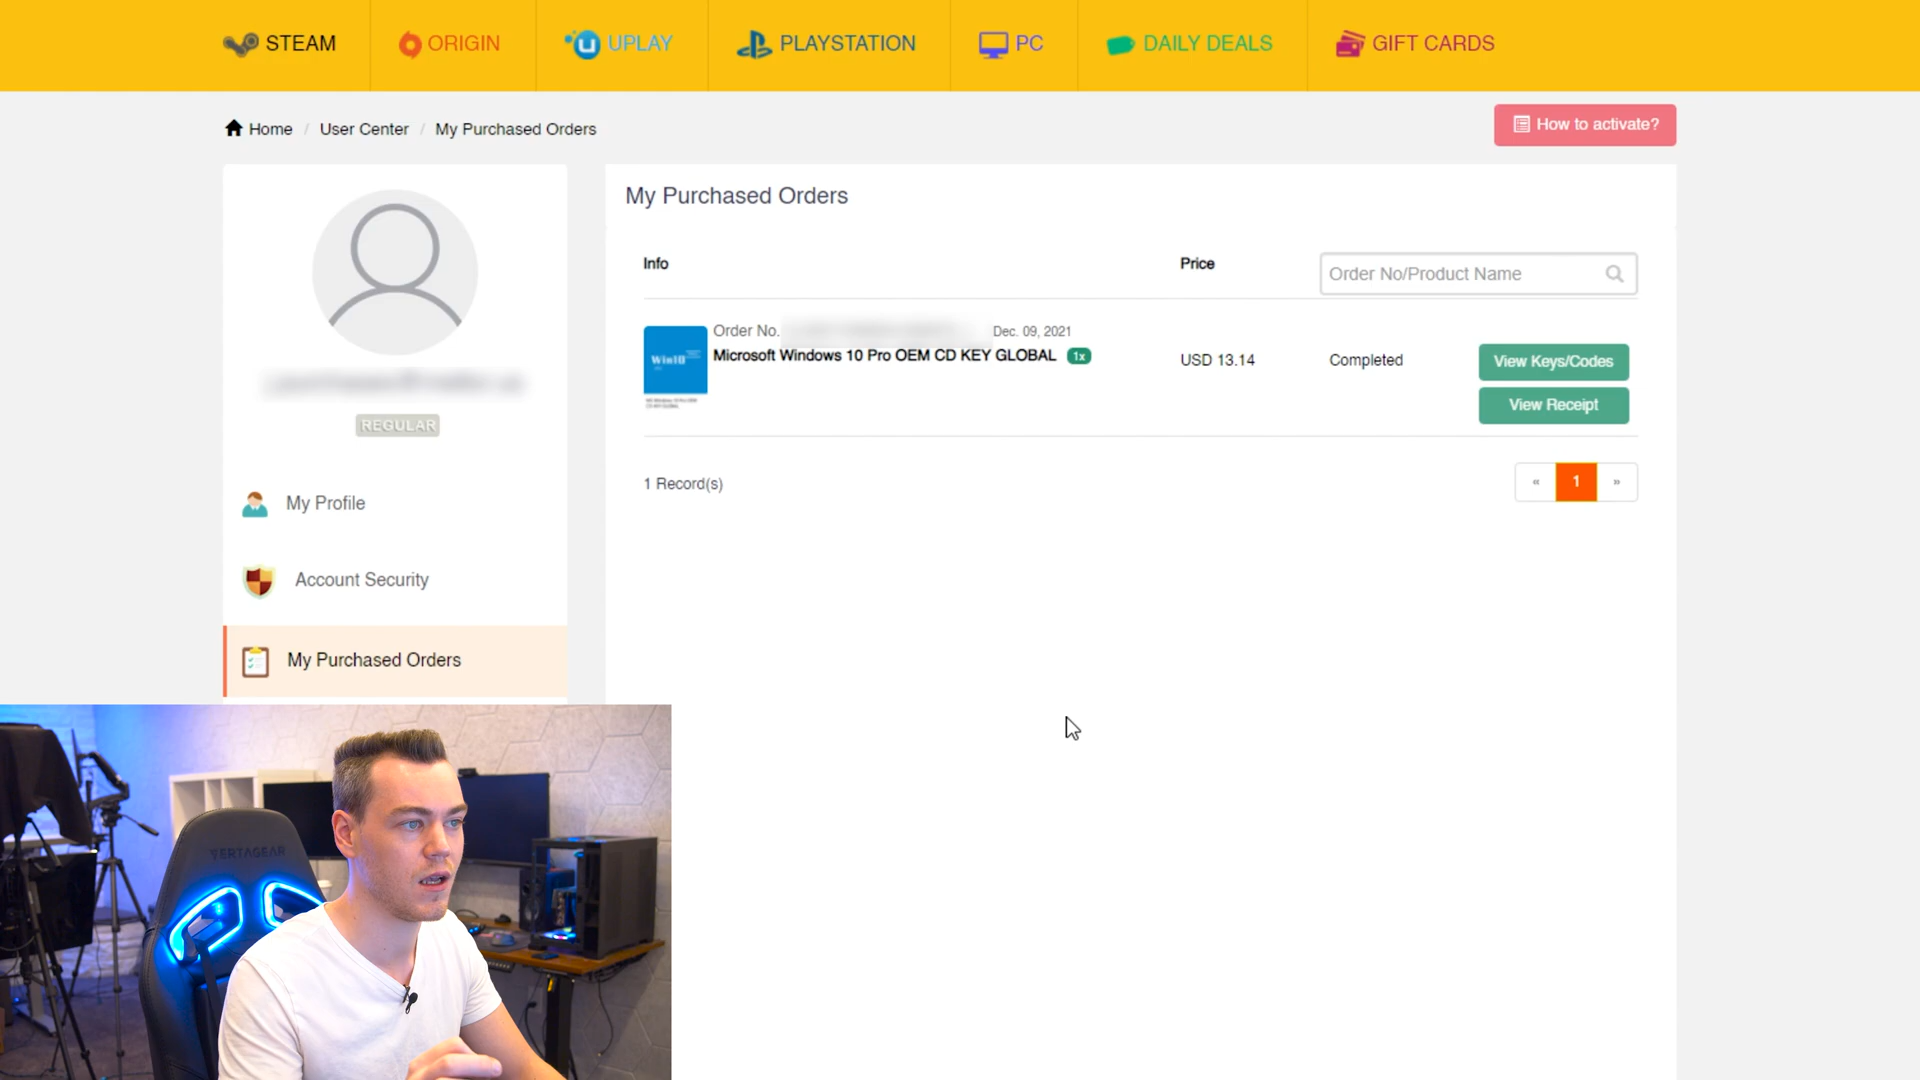 STEAM
ORIGIN
UPLAY
PLAYSTATION
PC
DAILY DEALS
GIFT CARDS
Home / User Center / My Purchased Orders
How to activate?
REGULAR
My Profile
Account Security
My Purchased Orders
My Purchased Orders
Info
Price
Order No/Product Name
Win10
Order No.
Dec. 09, 2021
Microsoft Windows 10 Pro OEM CD KEY GLOBAL
1x
USD 13.14
Completed
View Keys/Codes
View Receipt
1 Record(s)
«
1
»
VERTAGEAR